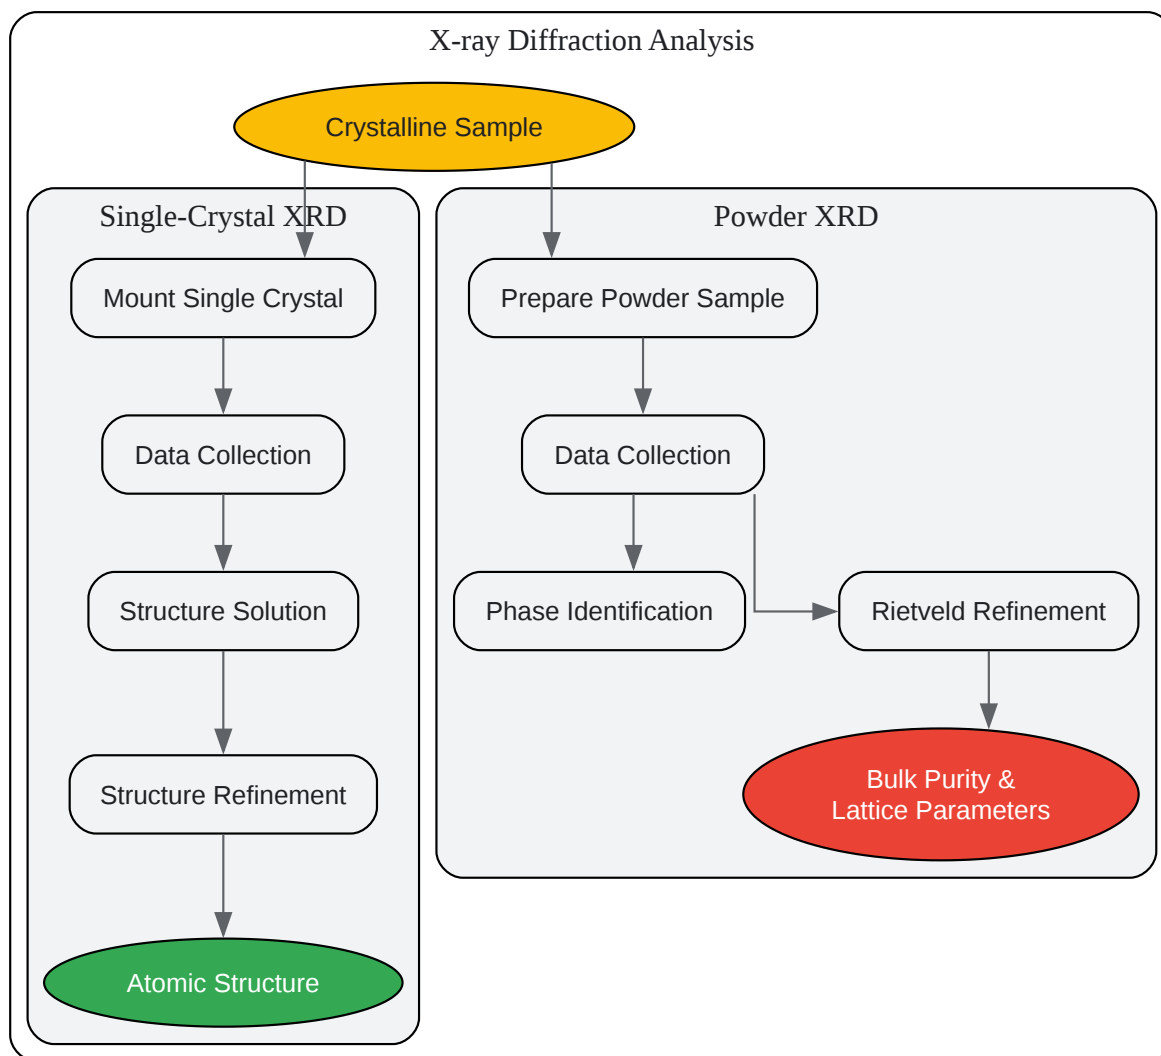 X-ray Diffraction Analysis
Crystalline Sample
Single-Crystal XRD
Mount Single Crystal
Data Collection
Structure Solution
Structure Refinement
Atomic Structure
Powder XRD
Prepare Powder Sample
Data Collection
Phase Identification
Rietveld Refinement
Bulk Purity &
Lattice Parameters